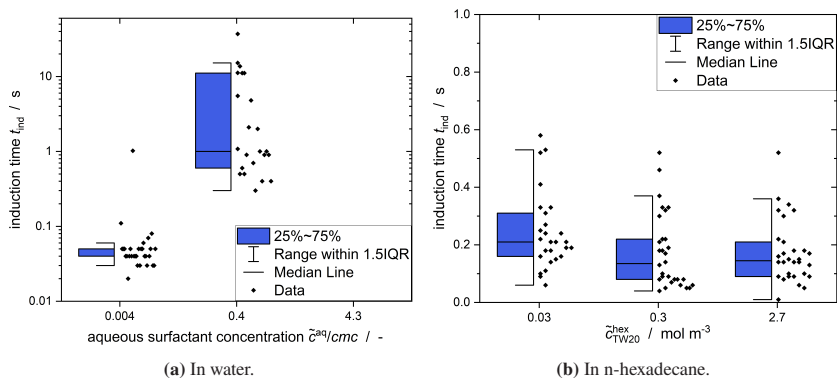 10
1
0.1
0.01
induction time t_ind / s
0.004
0.4
4.3
aqueous surfactant concentration c̃^aq/cmc / -
25%~75%
Range within 1.5IQR
Median Line
Data
(a) In water.
1.0
0.8
0.6
0.4
0.2
0.0
induction time t_ind / s
0.03
0.3
2.7
c̃^hex_TW20 / mol m^-3
25%~75%
Range within 1.5IQR
Median Line
Data
(b) In n-hexadecane.